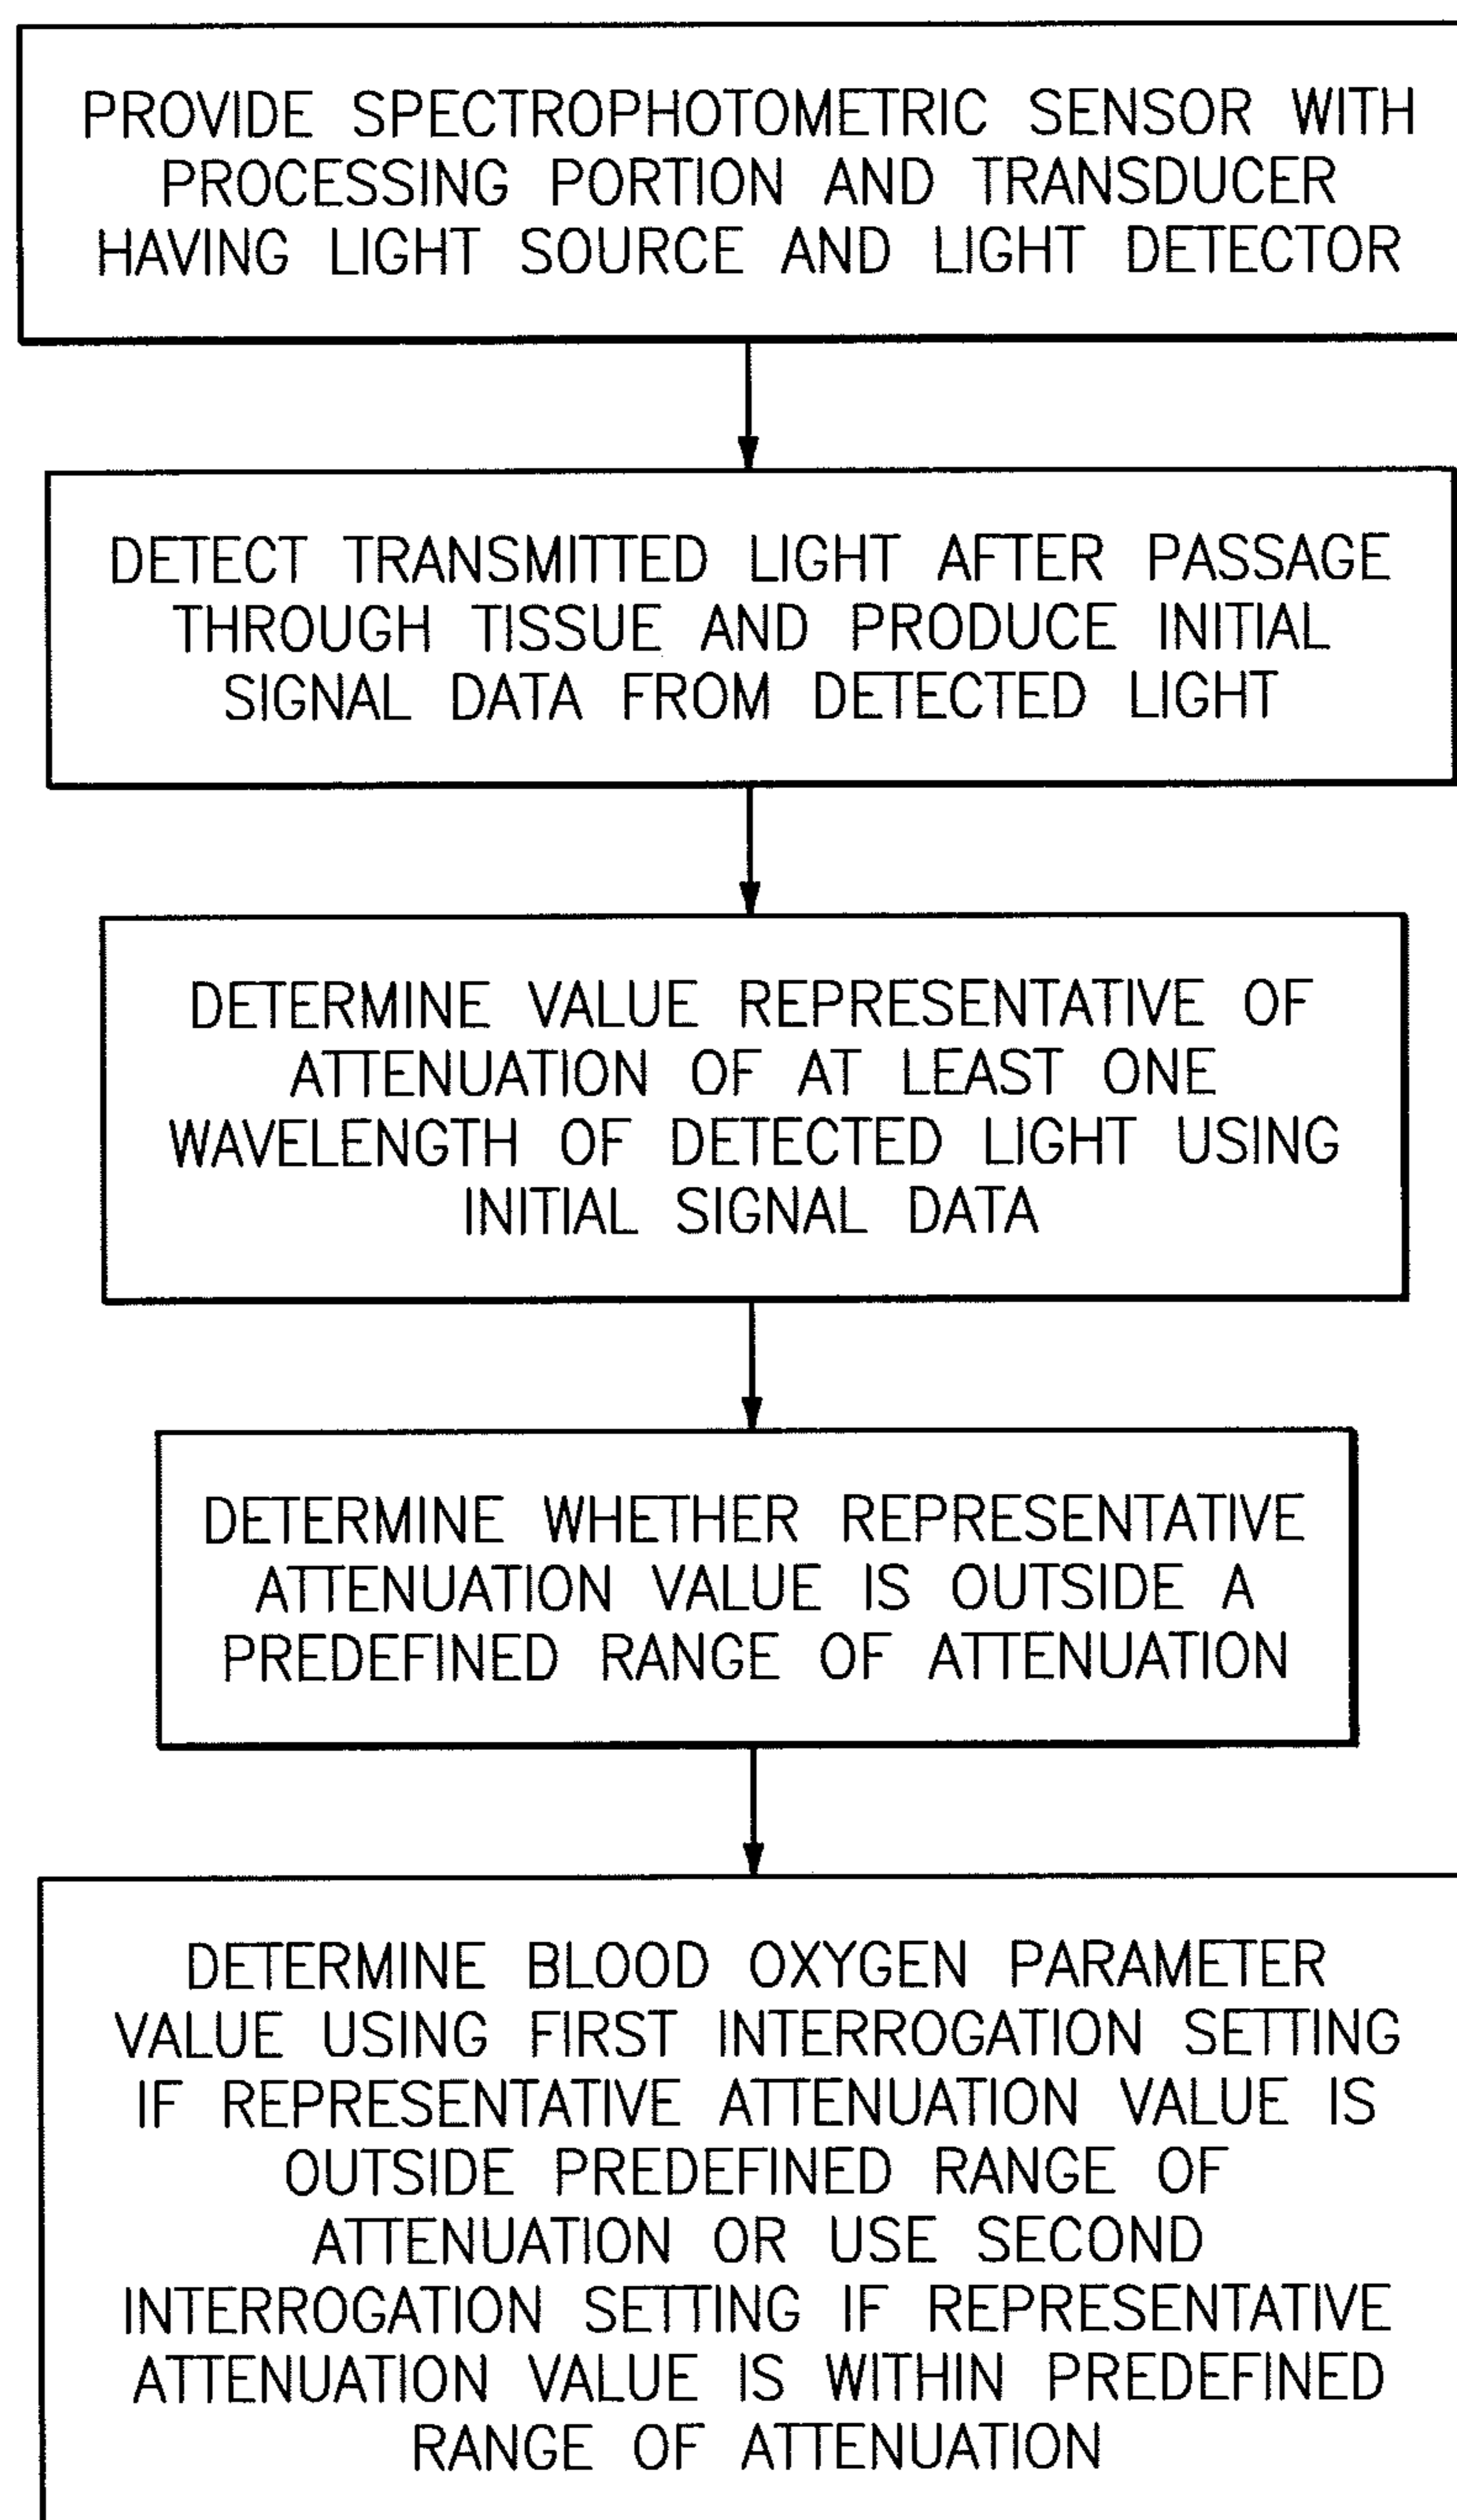 PROVIDE SPECTROPHOTOMETRIC SENSOR WITH
PROCESSING PORTION AND TRANSDUCER
HAVING LIGHT SOURCE AND LIGHT DETECTOR
DETECT TRANSMITTED LIGHT AFTER PASSAGE
THROUGH TISSUE AND PRODUCE INITIAL
SIGNAL DATA FROM DETECTED LIGHT
DETERMINE VALUE REPRESENTATIVE OF
ATTENUATION OF AT LEAST ONE
WAVELENGTH OF DETECTED LIGHT USING
INITIAL SIGNAL DATA
DETERMINE WHETHER REPRESENTATIVE
ATTENUATION VALUE IS OUTSIDE A
PREDEFINED RANGE OF ATTENUATION
DETERMINE BLOOD OXYGEN PARAMETER
VALUE USING FIRST INTERROGATION SETTING
IF REPRESENTATIVE ATTENUATION VALUE IS
OUTSIDE PREDEFINED RANGE OF
ATTENUATION OR USE SECOND
INTERROGATION SETTING IF REPRESENTATIVE
ATTENUATION VALUE IS WITHIN PREDEFINED
RANGE OF ATTENUATION